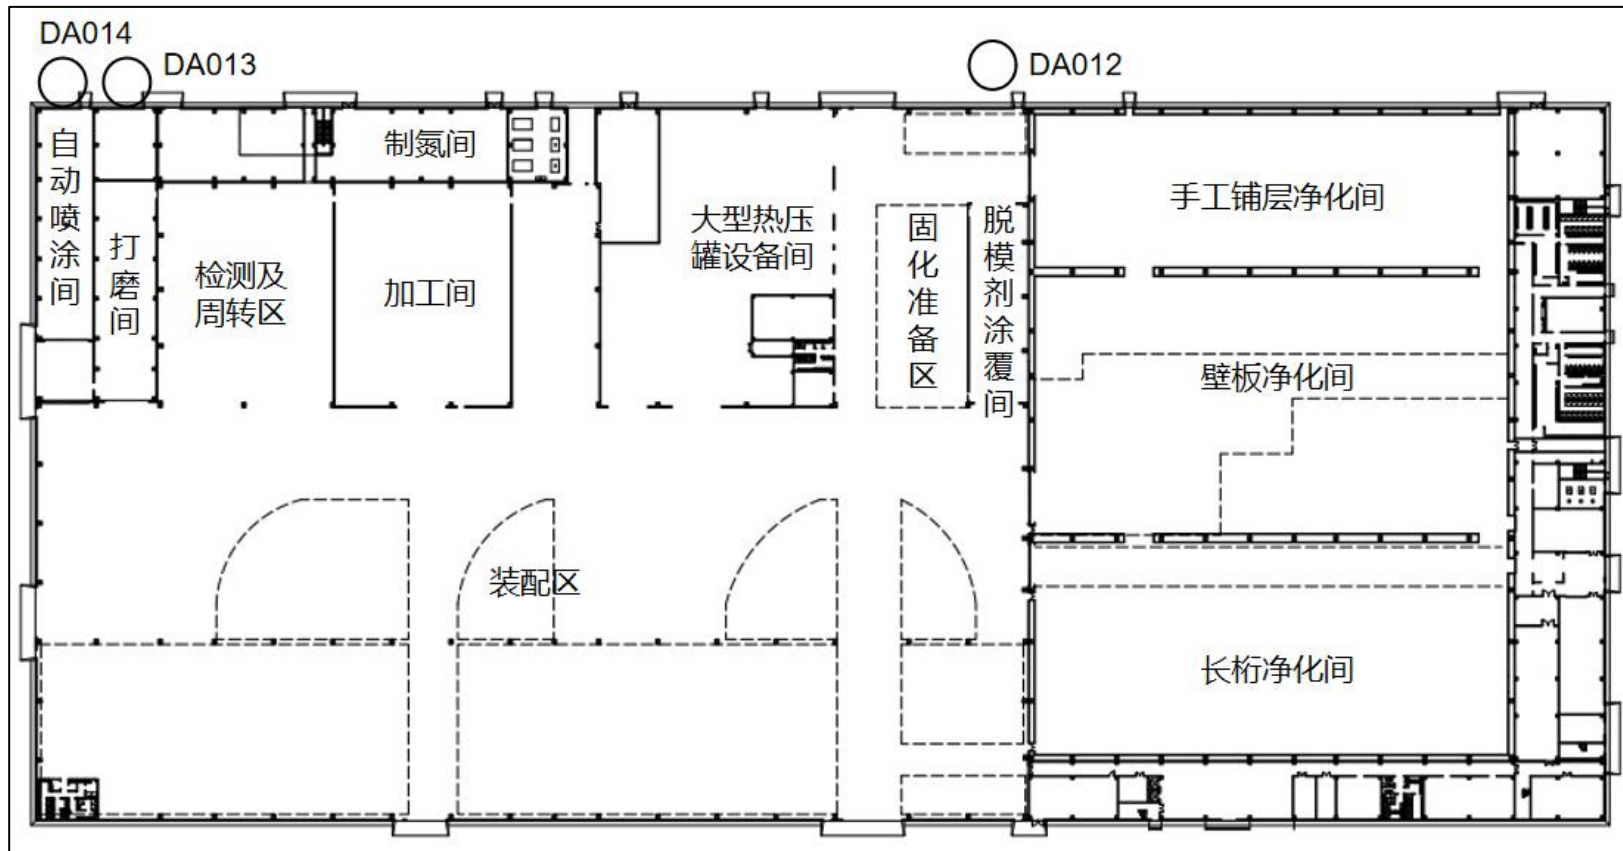 DA014
DA013
DA012
自动喷涂间
打磨间
检测及
周转区
制氮间
加工间
大型热压
罐设备间
固化准备区
脱模剂涂覆间
手工铺层净化间
壁板净化间
装配区
长桁净化间